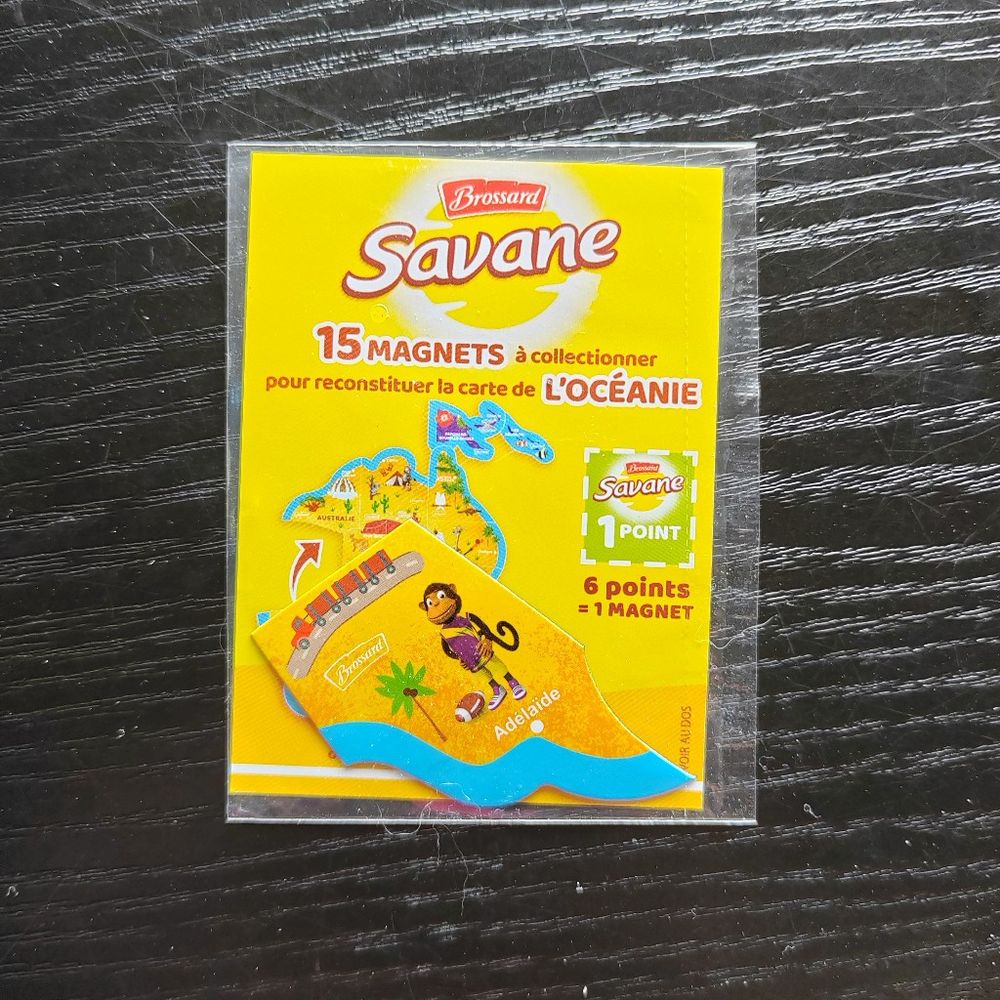 Brossard
Savane
15 MAGNETS à collectionner
pour reconstituer la carte de L'OCÉANIE
AUSTRALIE
Brossard
Savane
1 POINT
6 points
= 1 MAGNET
Brossard
Adelaïde
VOIR AU DOS